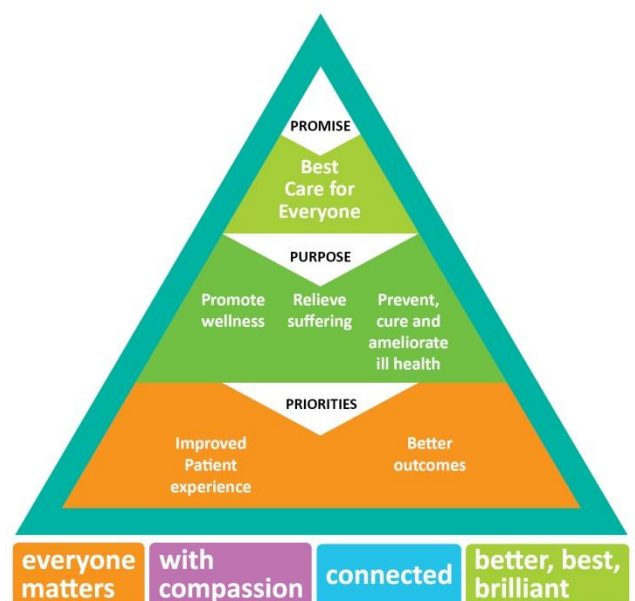 PROMISE
Best
Care for
Everyone
PURPOSE
Promote
wellness
Relieve
suffering
Prevent,
cure and
ameliorate
ill health
PRIORITIES
Improved
Patient
experience
Better
outcomes
everyone
matters
with
compassion
connected
better, best,
brilliant